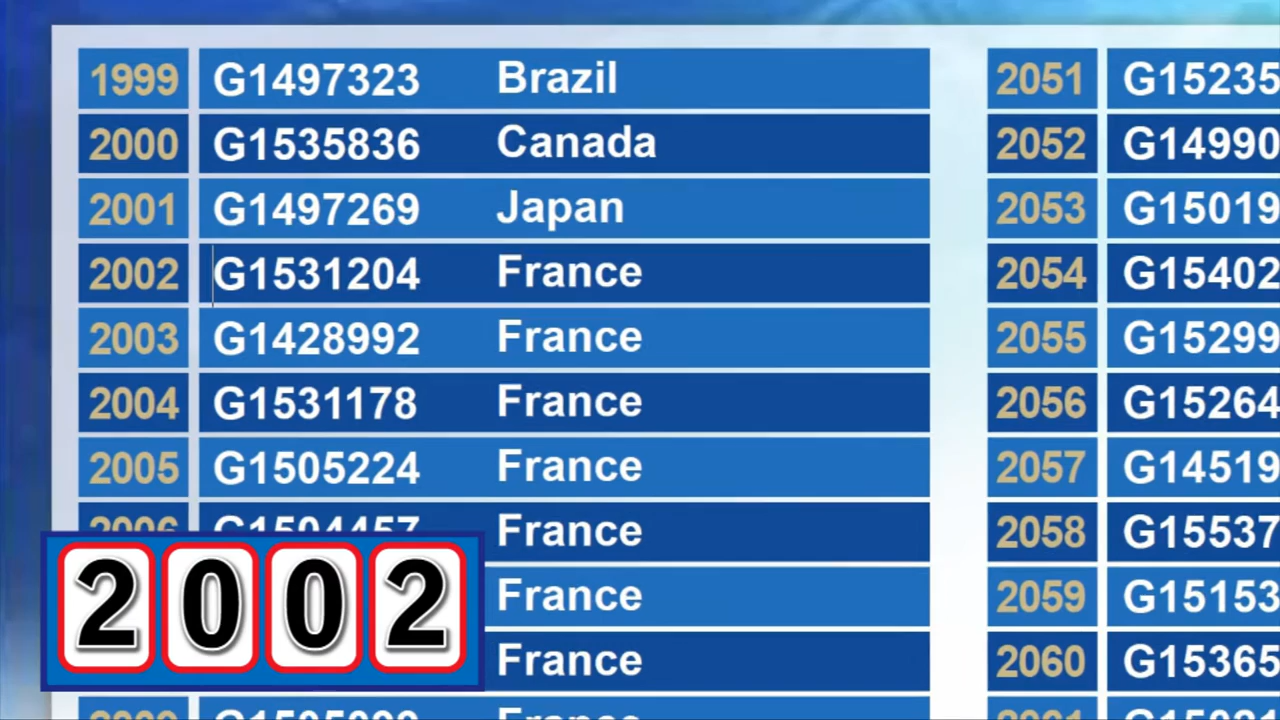 1999 G1497323 Brazil 2051 G15235
2000 G1535836 Canada 2052 G14990
2001 G1497269 Japan 2053 G15019
2002 G1531204 France 2054 G15402
2003 G1428992 France 2055 G15299
2004 G1531178 France 2056 G15264
2005 G1505224 France 2057 G14519
2006 G1504457 France 2058 G15537
France 2059 G15153
France 2060 G15365
2002